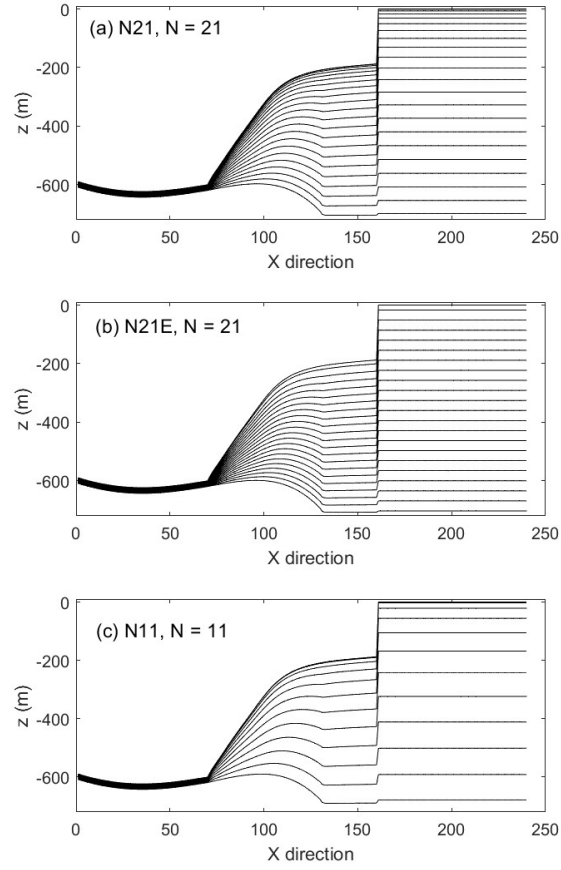 (a) N21, N = 21
0
-200
-400
-600
z (m)
0 50 100 150 200 250
X direction
(b) N21E, N = 21
0
-200
-400
-600
z (m)
0 50 100 150 200 250
X direction
(c) N11, N = 11
0
-200
-400
-600
z (m)
0 50 100 150 200 250
X direction